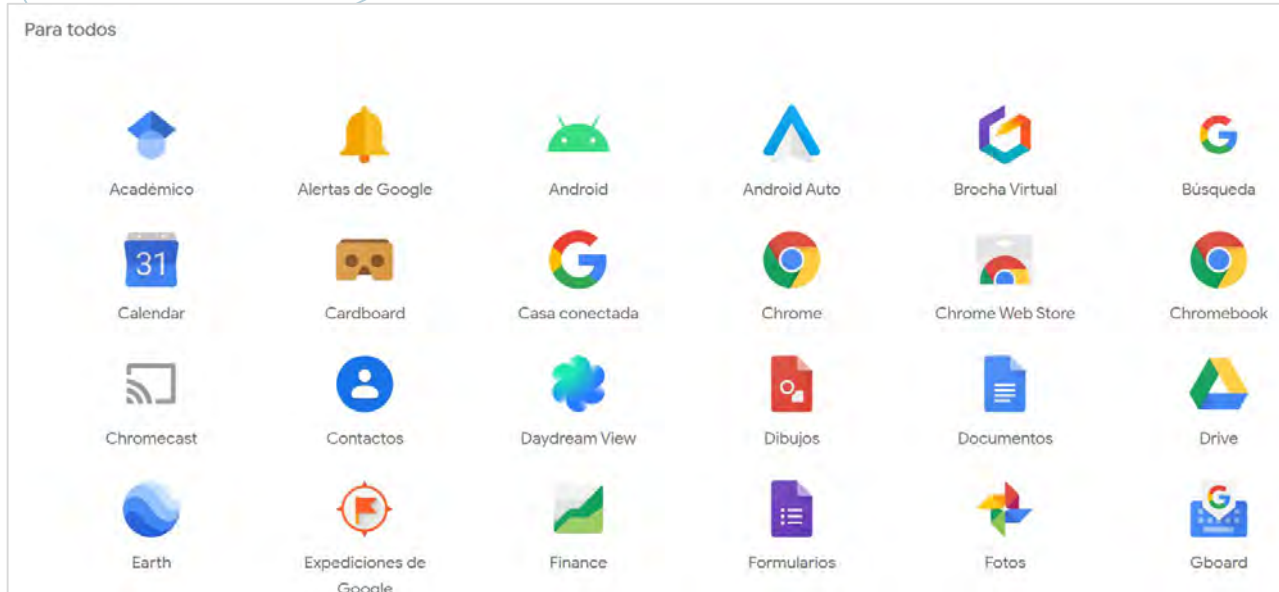 Para todos
Académico Alertas de Google Android Android Auto Brocha Virtual Búsqueda
31
Calendar Cardboard Casa conectada Chrome Chrome Web Store Chromebook
Chromecast Contactos Daydream View Dibujos Documentos Drive
Earth Expediciones de Google Finance Formularios Fotos Gboard